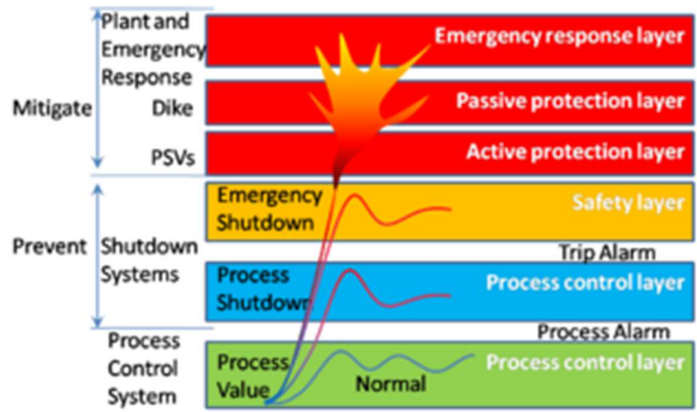 Plant and
Emergency
Response
Emergency response layer
Mitigate
Dike
Passive protection layer
PSVs
Active protection layer
Emergency
Shutdown
Safety layer
Prevent
Shutdown
Systems
Trip Alarm
Process
Shutdown
Process control layer
Process Alarm
Process
Control
System
Process
Value
Normal
Process control layer